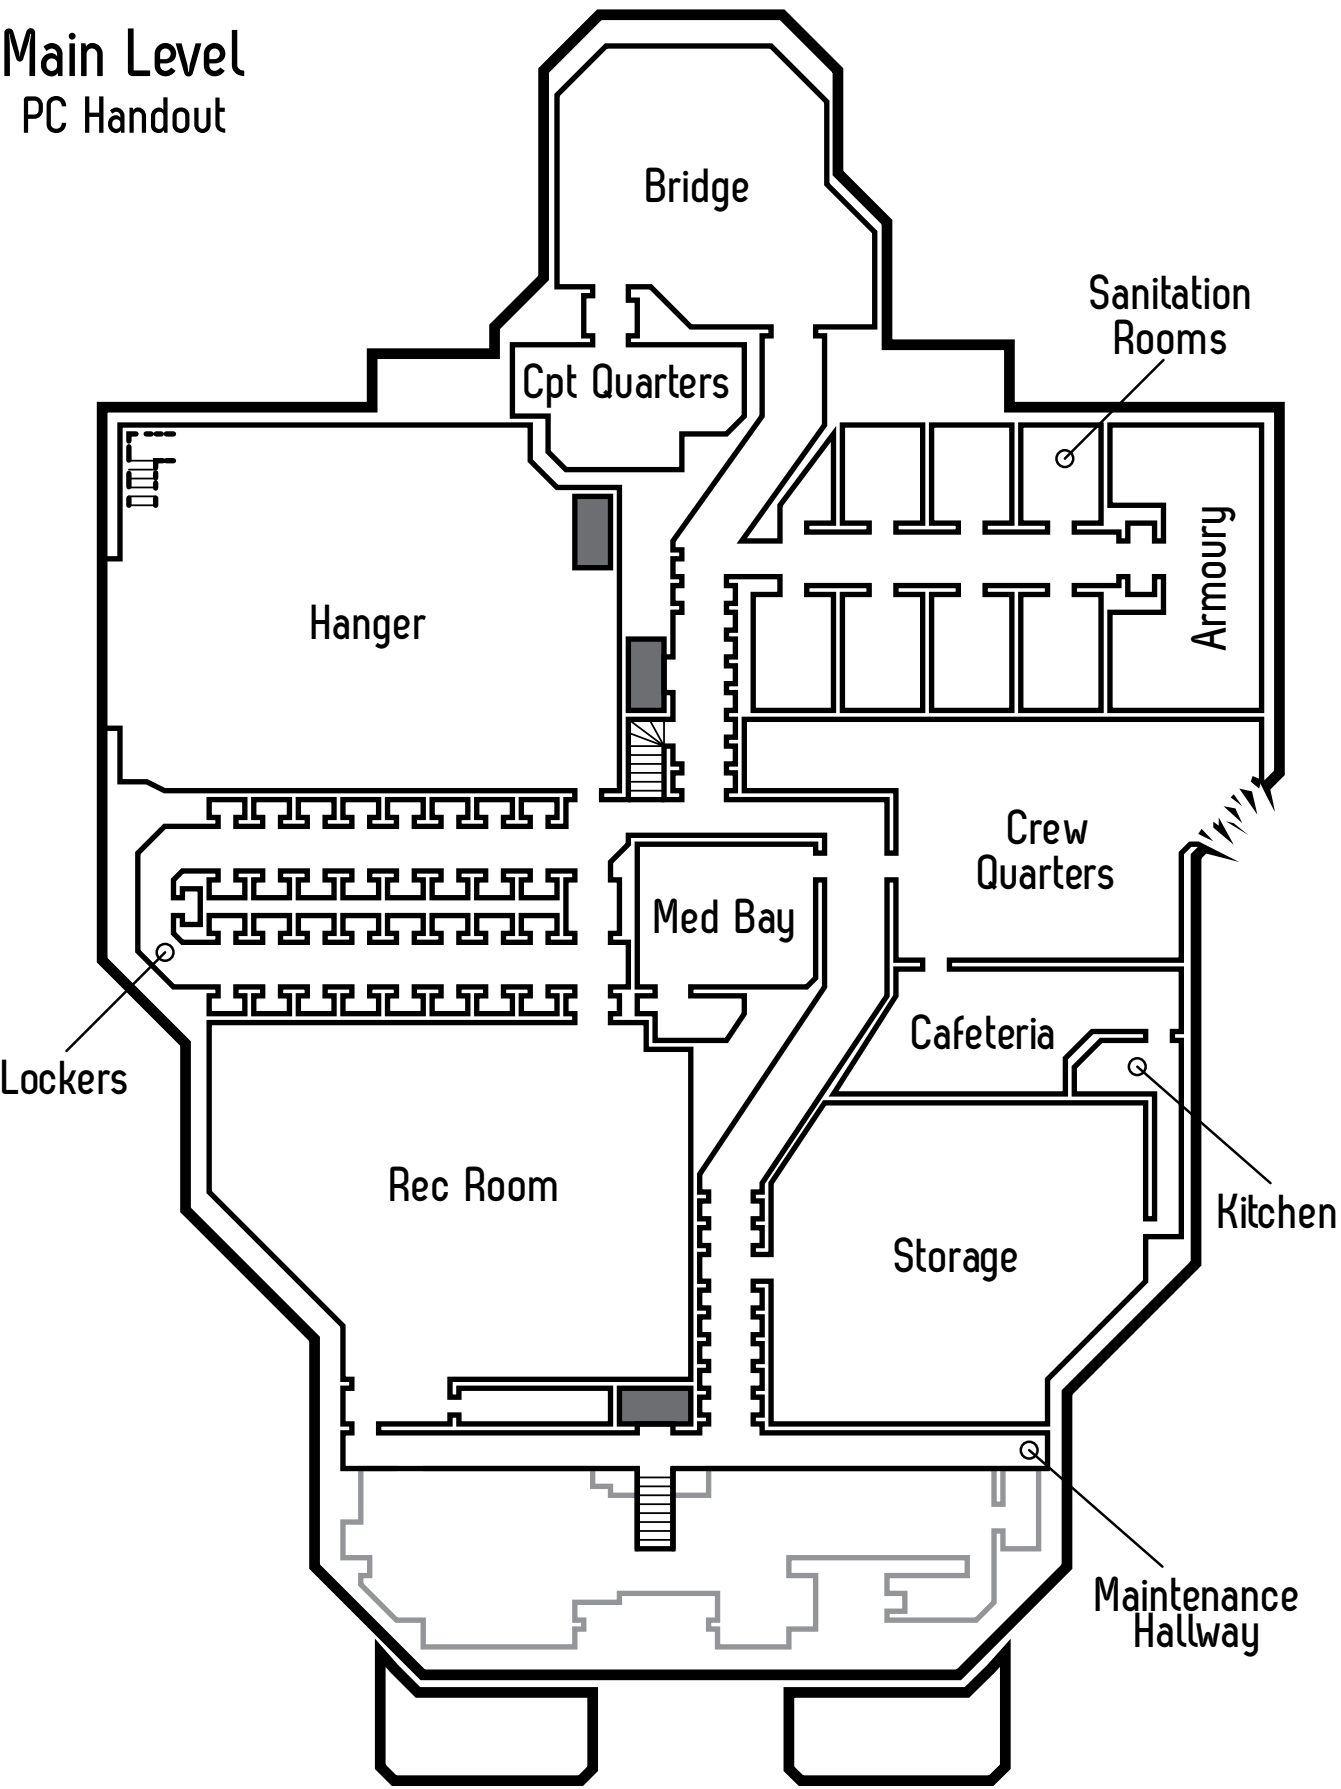 Main Level
PC Handout
Bridge
Sanitation
Rooms
Cpt Quarters
Armoury
Hanger
Crew
Quarters
Med Bay
Cafeteria
Lockers
Rec Room
Kitchen
Storage
Maintenance
Hallway